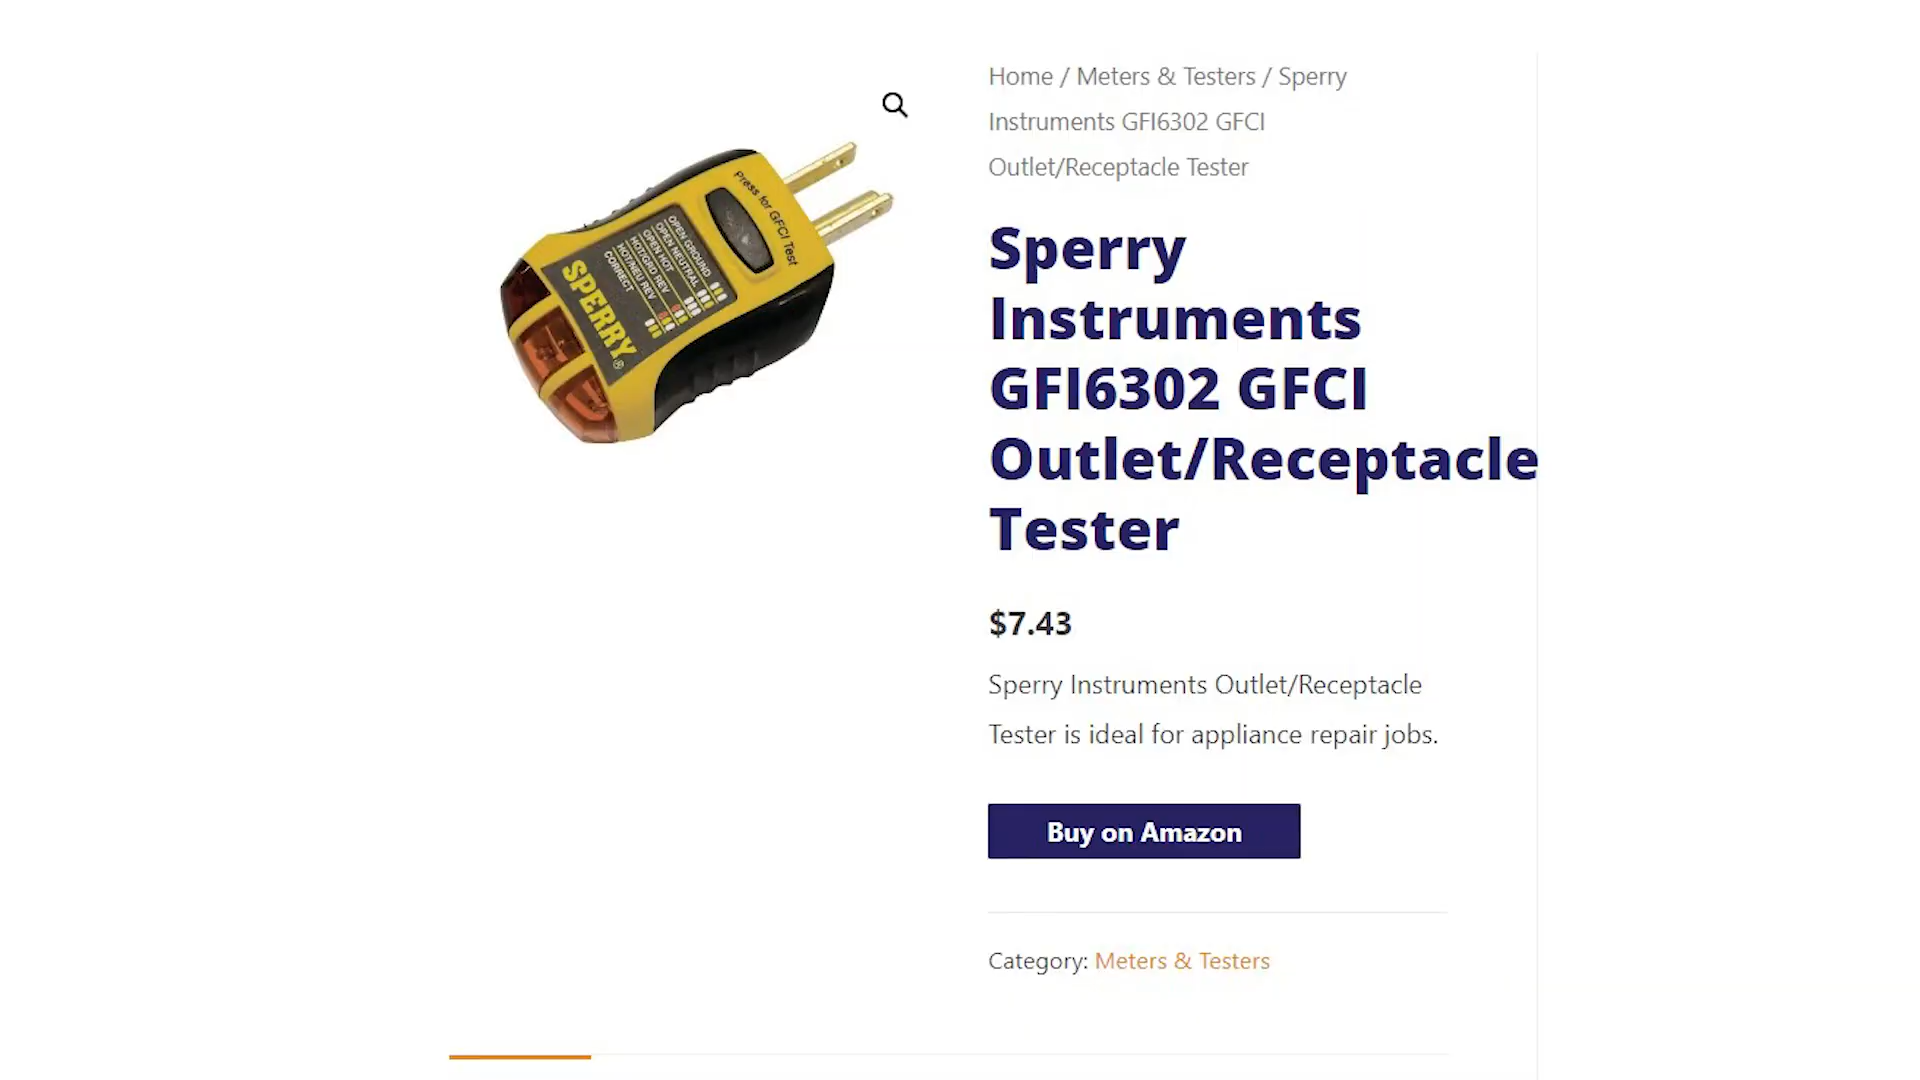 Home / Meters & Testers / Sperry
Instruments GFI6302 GFCI
Outlet/Receptacle Tester
Press for GFCI Test
OPEN GROUND
OPEN NEUTRAL
OPEN HOT
HOT/GRD REV
HOT/NEU REV
CORRECT
SPERRY®
Sperry
Instruments
GFI6302 GFCI
Outlet/Receptacle
Tester
$7.43
Sperry Instruments Outlet/Receptacle
Tester is ideal for appliance repair jobs.
Buy on Amazon
Category: Meters & Testers